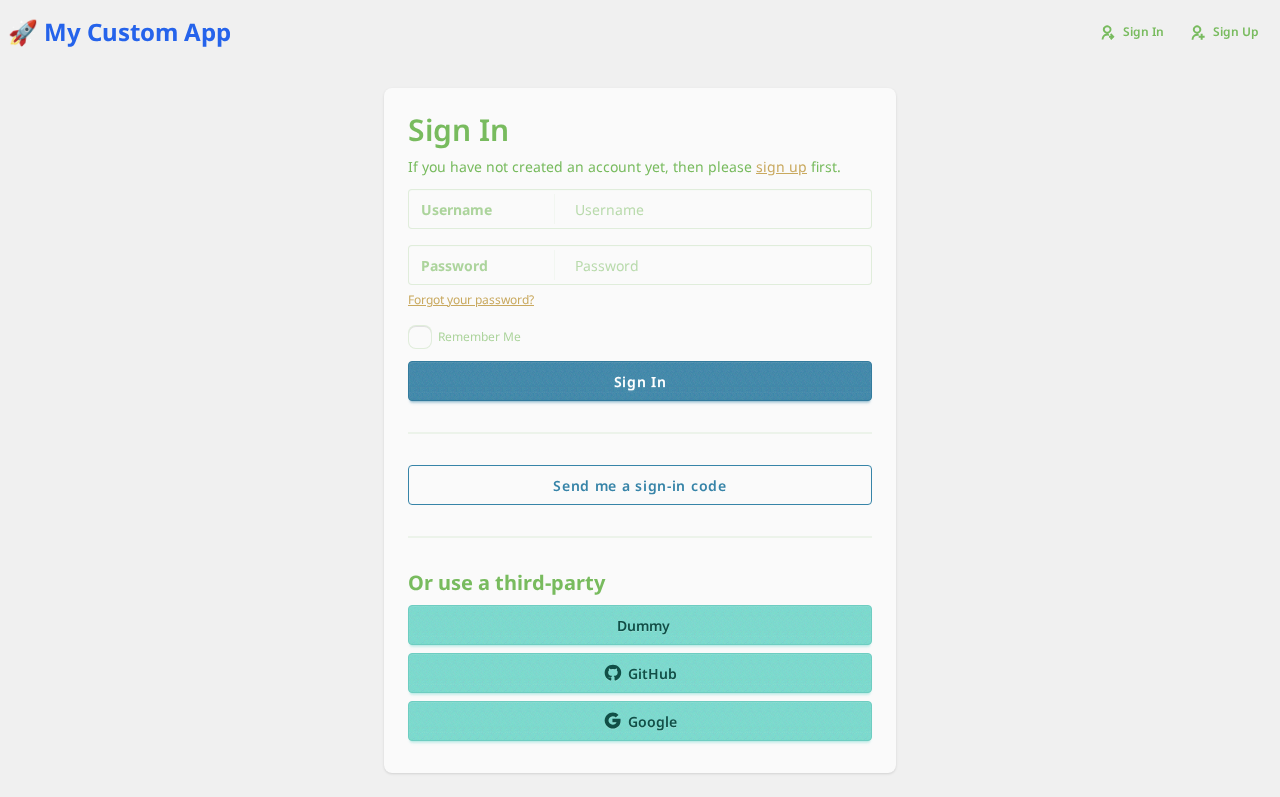 🚀 My Custom App
Sign In
Sign Up
Sign In
If you have not created an account yet, then please sign up first.
Username
Username
Password
Password
Forgot your password?
Remember Me
Sign In
Send me a sign-in code
Or use a third-party
Dummy
GitHub
Google